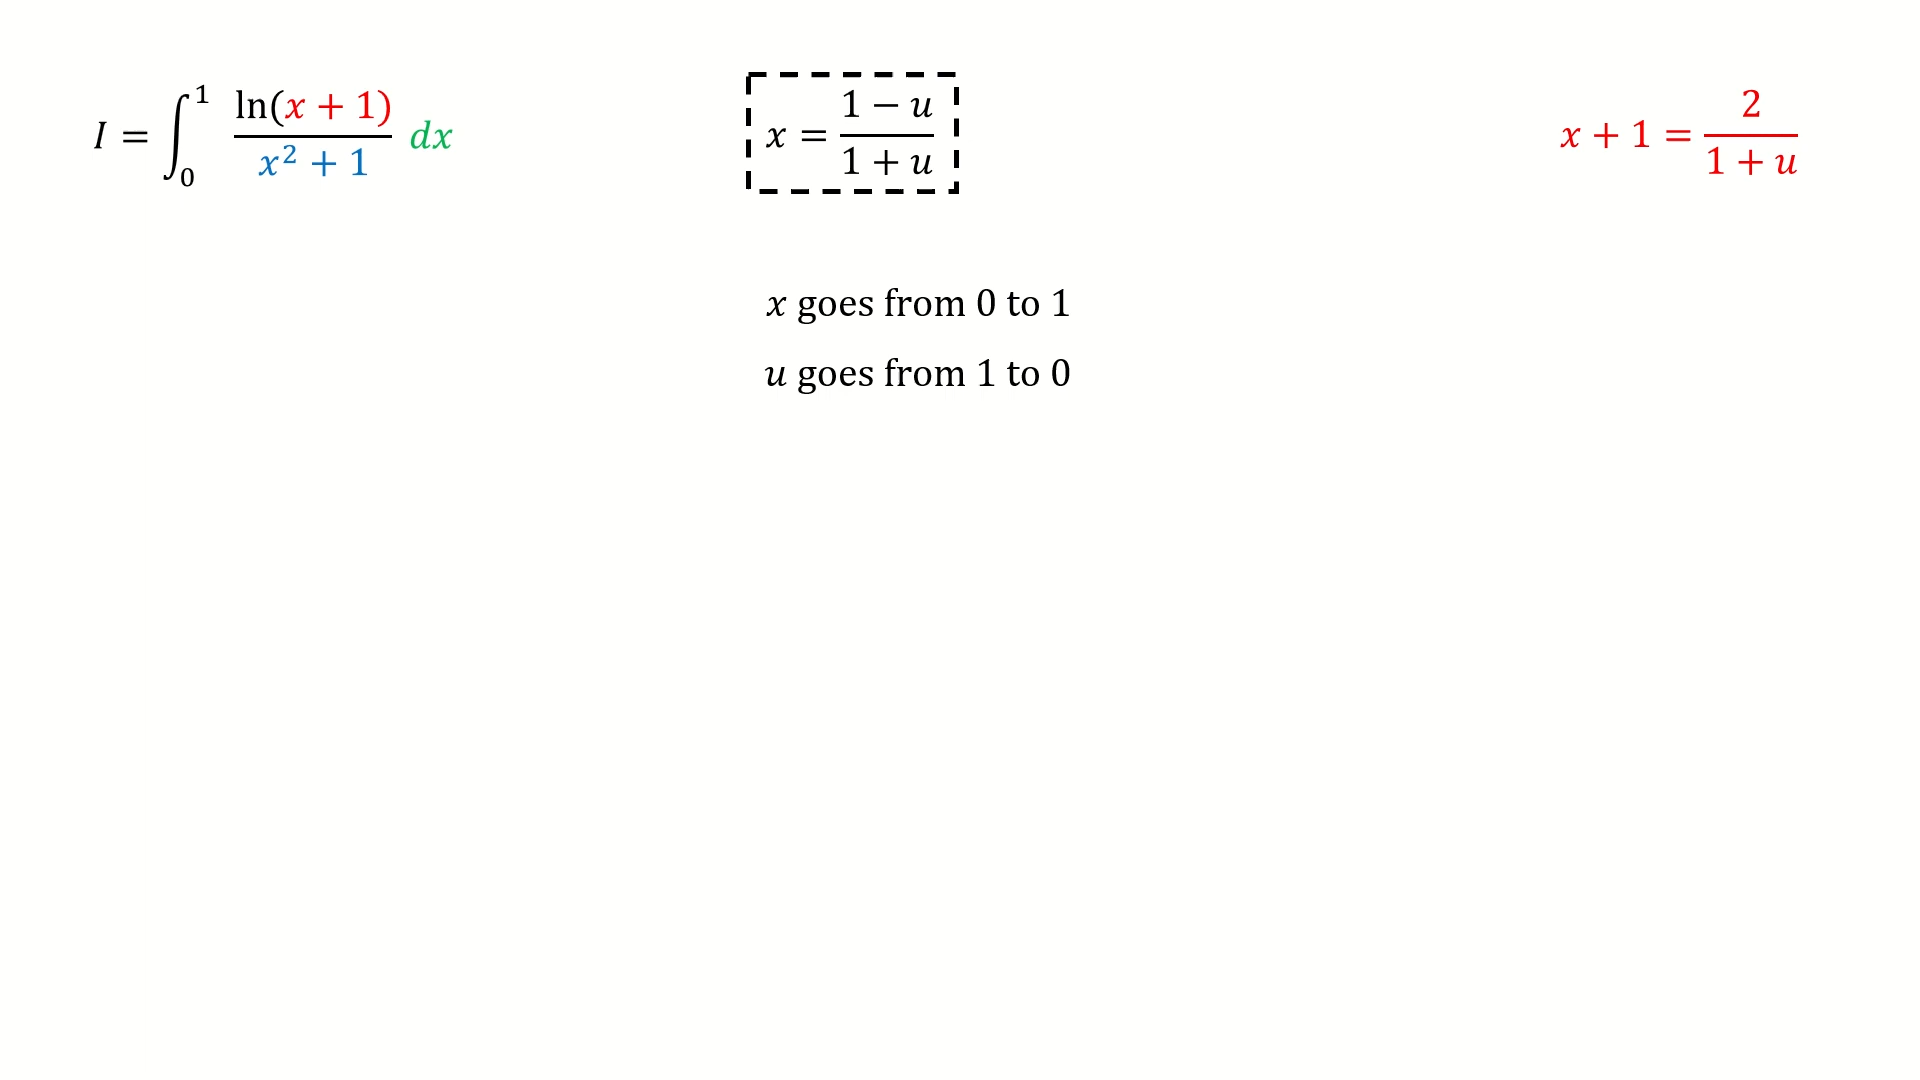 I = ∫₀¹ ln(x + 1) / (x² + 1) dx
x = (1 − u) / (1 + u)
x + 1 = 2 / (1 + u)
x goes from 0 to 1
u goes from 1 to 0